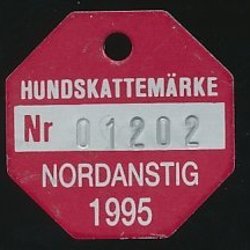 HUNDSKATTEMÄRKE
Nr 01202
NORDANSTIG
1995